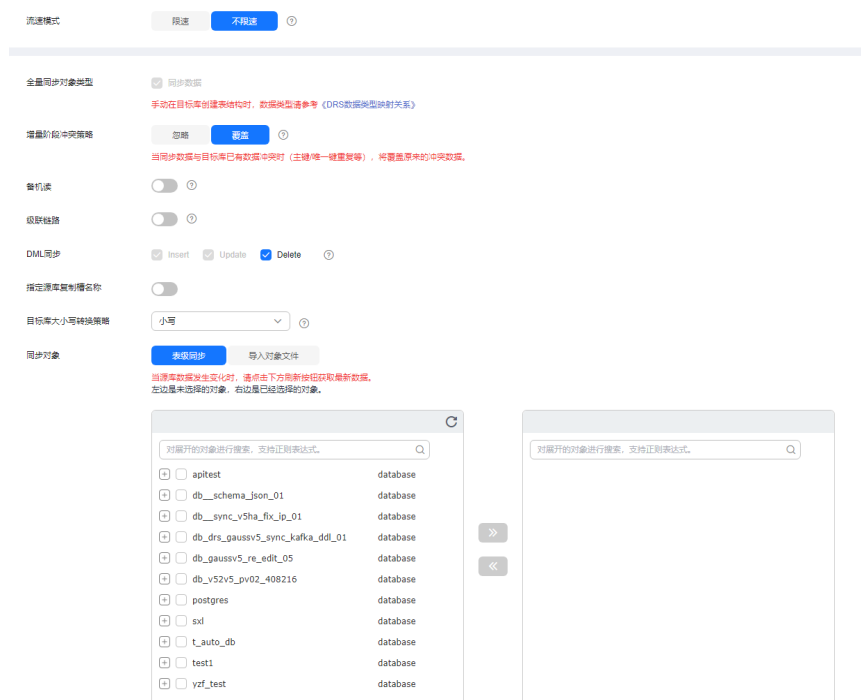 流速模式 限速 不限速
全量同步对象类型 同步数据
手动在目标库创建表结构时，数据类型请参考《DRS数据类型映射关系》
增量阶段冲突策略 忽略 覆盖
当同步数据与目标库已有数据冲突时（主键/唯一键重复等），将覆盖原来的冲突数据。
备机读
级联链路
DML同步 Insert Update Delete
指定源库复制槽名称
目标库大小写转换策略 小写
同步对象 表级同步 导入对象文件
当源库数据发生变化时，请点击下方刷新按钮获取最新数据。
左边是未选择的对象，右边是已经选择的对象。
对展开的对象进行搜索，支持正则表达式。 对展开的对象进行搜索，支持正则表达式。
apitest database
db__schema_json_01 database
db__sync_v5ha_fix_ip_01 database
db_drs_gaussv5_sync_kafka_ddl_01 database
db_gaussv5_re_edit_05 database
db_v52v5_pv02_408216 database
postgres database
sxl database
t_auto_db database
test1 database
yzf_test database